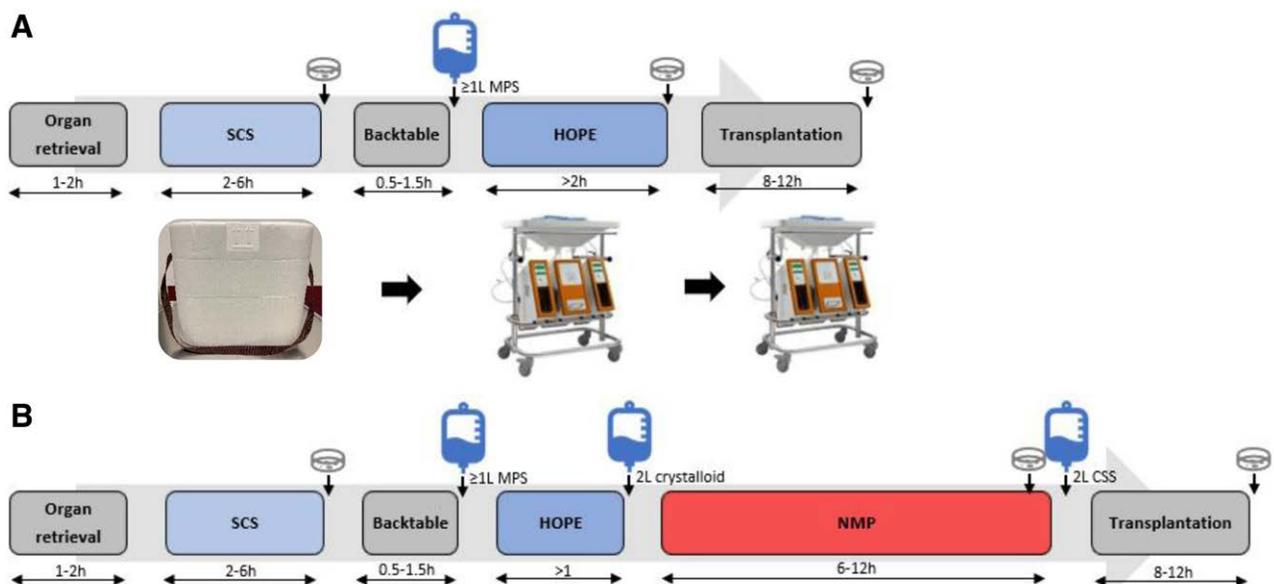 A
≥1L MPS
Organ
retrieval
SCS
Backtable
HOPE
Transplantation
1-2h
2-6h
0.5-1.5h
>2h
8-12h
B
≥1L MPS
2L crystalloid
2L CSS
Organ
retrieval
SCS
Backtable
HOPE
NMP
Transplantation
1-2h
2-6h
0.5-1.5h
>1
6-12h
8-12h